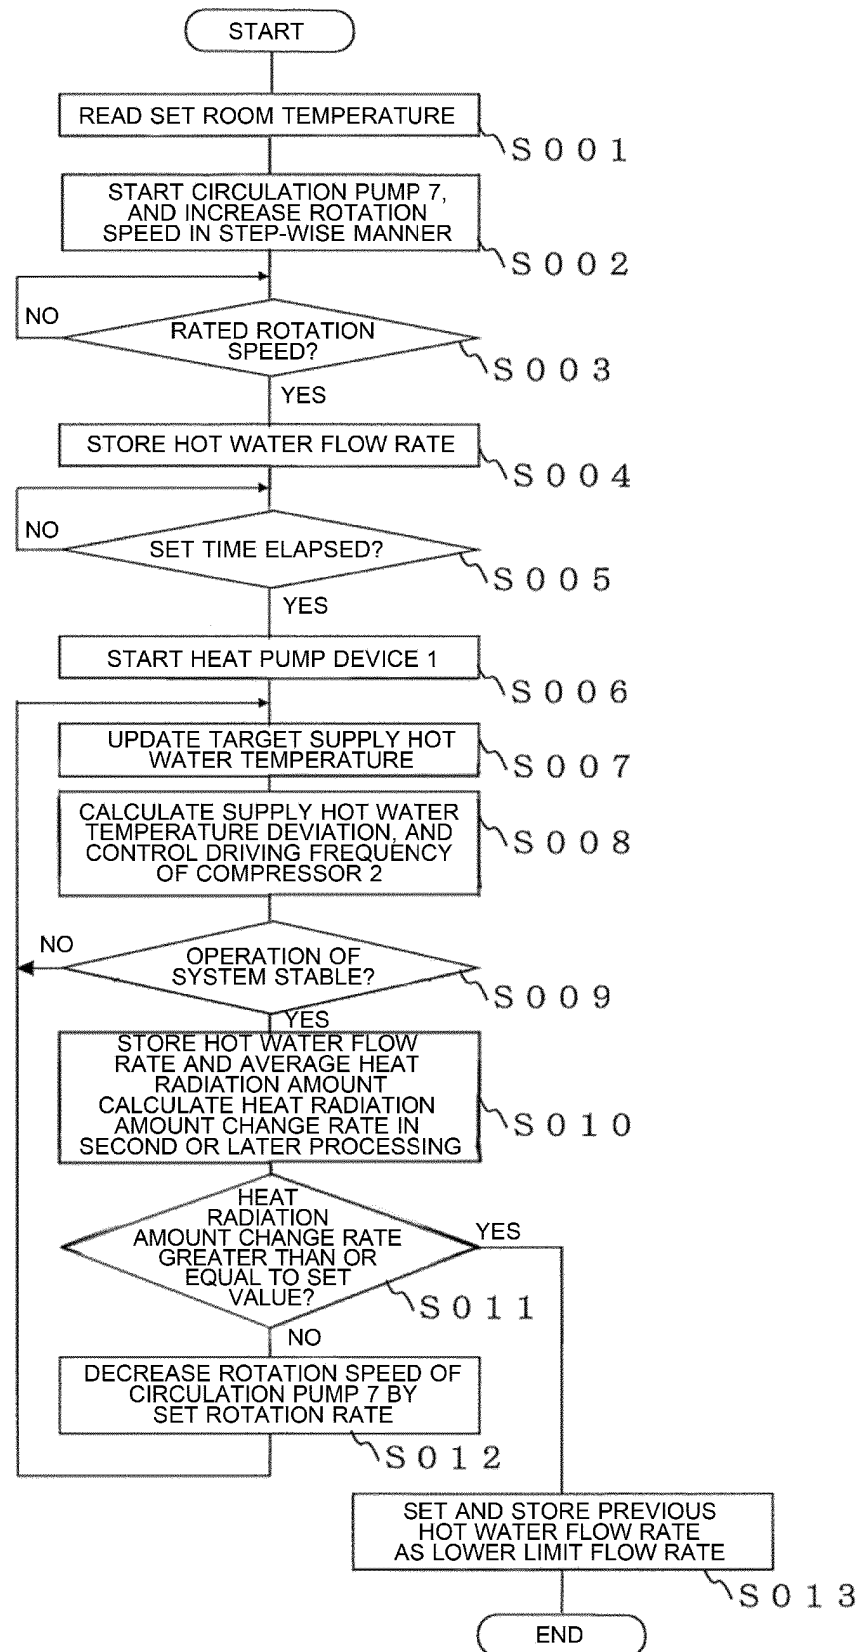 START
READ SET ROOM TEMPERATURE
S001
START CIRCULATION PUMP 7,
AND INCREASE ROTATION
SPEED IN STEP-WISE MANNER
S002
NO
RATED ROTATION
SPEED?
S003
YES
STORE HOT WATER FLOW RATE
S004
NO
SET TIME ELAPSED?
S005
YES
START HEAT PUMP DEVICE 1
S006
UPDATE TARGET SUPPLY HOT
WATER TEMPERATURE
S007
CALCULATE SUPPLY HOT WATER
TEMPERATURE DEVIATION, AND
CONTROL DRIVING FREQUENCY
OF COMPRESSOR 2
S008
NO
OPERATION OF
SYSTEM STABLE?
S009
YES
STORE HOT WATER FLOW
RATE AND AVERAGE HEAT
RADIATION AMOUNT
CALCULATE HEAT RADIATION
AMOUNT CHANGE RATE IN
SECOND OR LATER PROCESSING
S010
HEAT
RADIATION
AMOUNT CHANGE RATE
GREATER THAN OR
EQUAL TO SET
VALUE?
YES
S011
NO
DECREASE ROTATION SPEED OF
CIRCULATION PUMP 7 BY
SET ROTATION RATE
S012
SET AND STORE PREVIOUS
HOT WATER FLOW RATE
AS LOWER LIMIT FLOW RATE
S013
END